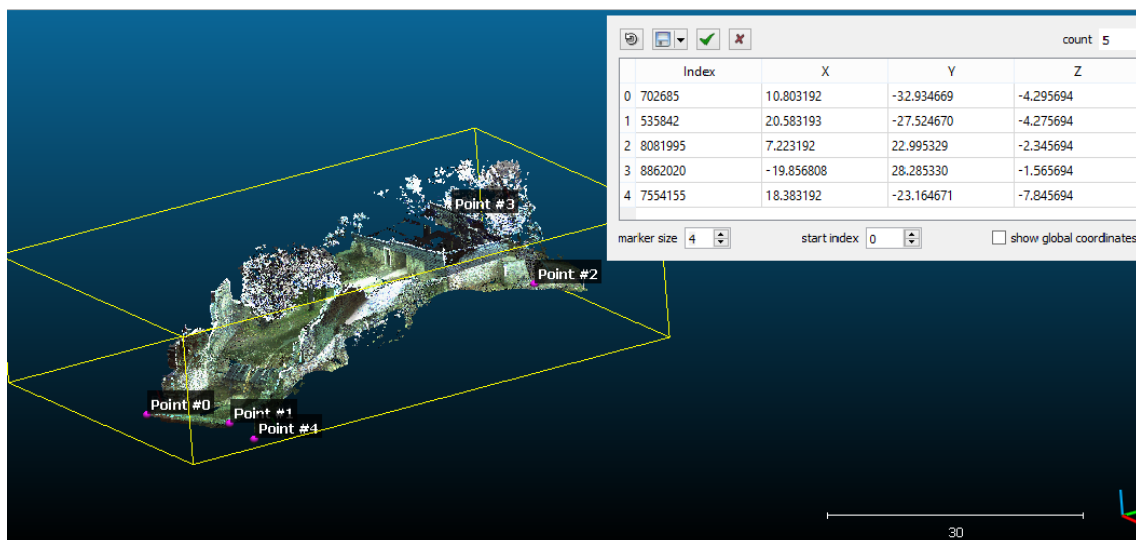 count 5
Index X Y Z
0 702685 10.803192 -32.934669 -4.295694
1 535842 20.583193 -27.524670 -4.275694
2 8081995 7.223192 22.995329 -2.345694
3 8862020 -19.856808 28.285330 -1.565694
4 7554155 18.383192 -23.164671 -7.845694
marker size 4 start index 0 show global coordinates
Point #3
Point #2
Point #0
Point #1
Point #4
30